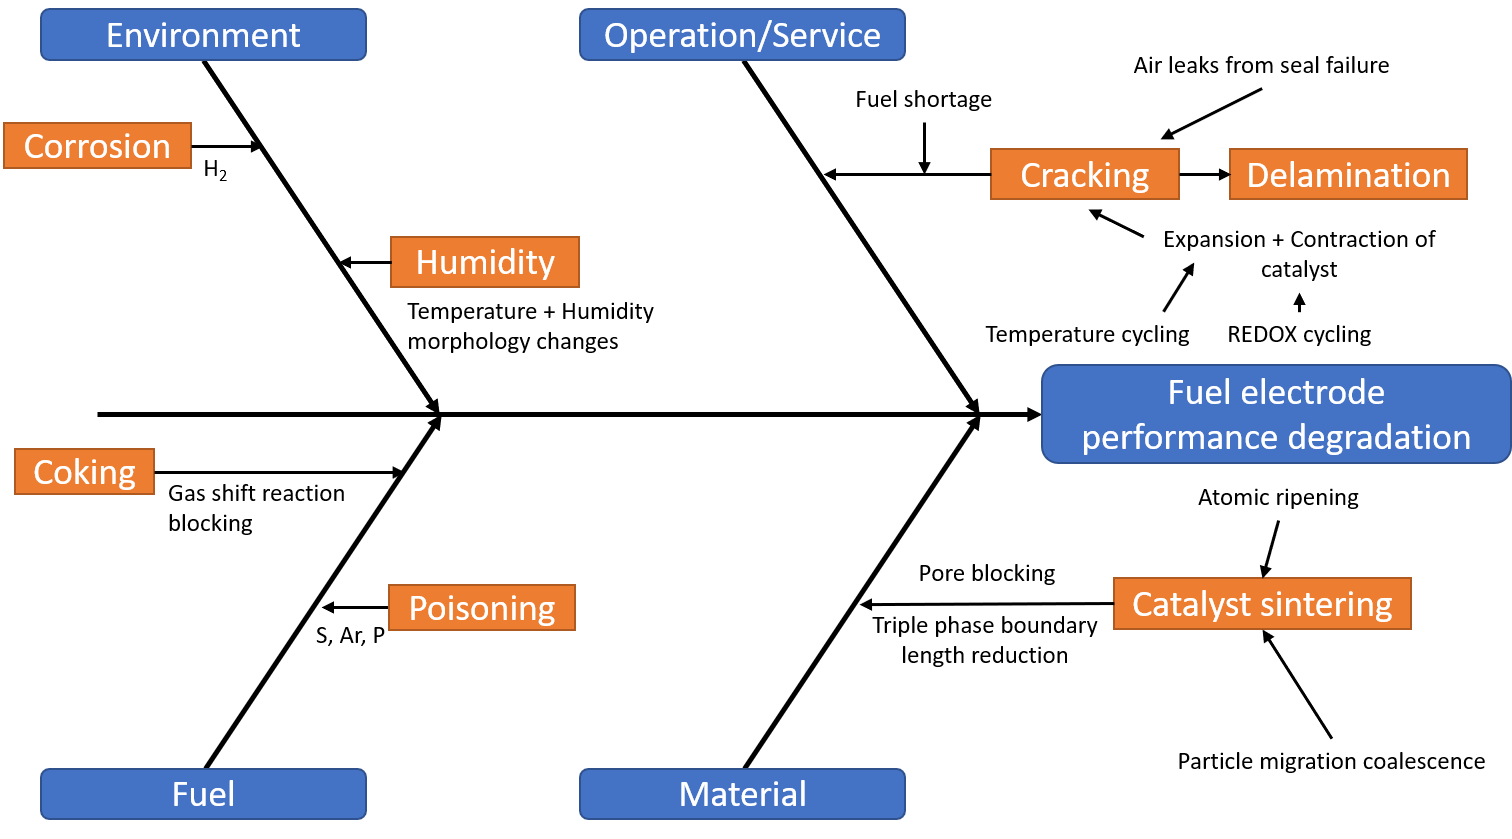 Environment
Operation/Service
Air leaks from seal failure
Fuel shortage
Corrosion
H₂
Cracking
Delamination
Humidity
Expansion + Contraction of
catalyst
Temperature + Humidity
morphology changes
Temperature cycling
REDOX cycling
Fuel electrode
performance degradation
Coking
Gas shift reaction
blocking
Atomic ripening
Pore blocking
Poisoning
Catalyst sintering
S, Ar, P
Triple phase boundary
length reduction
Particle migration coalescence
Fuel
Material